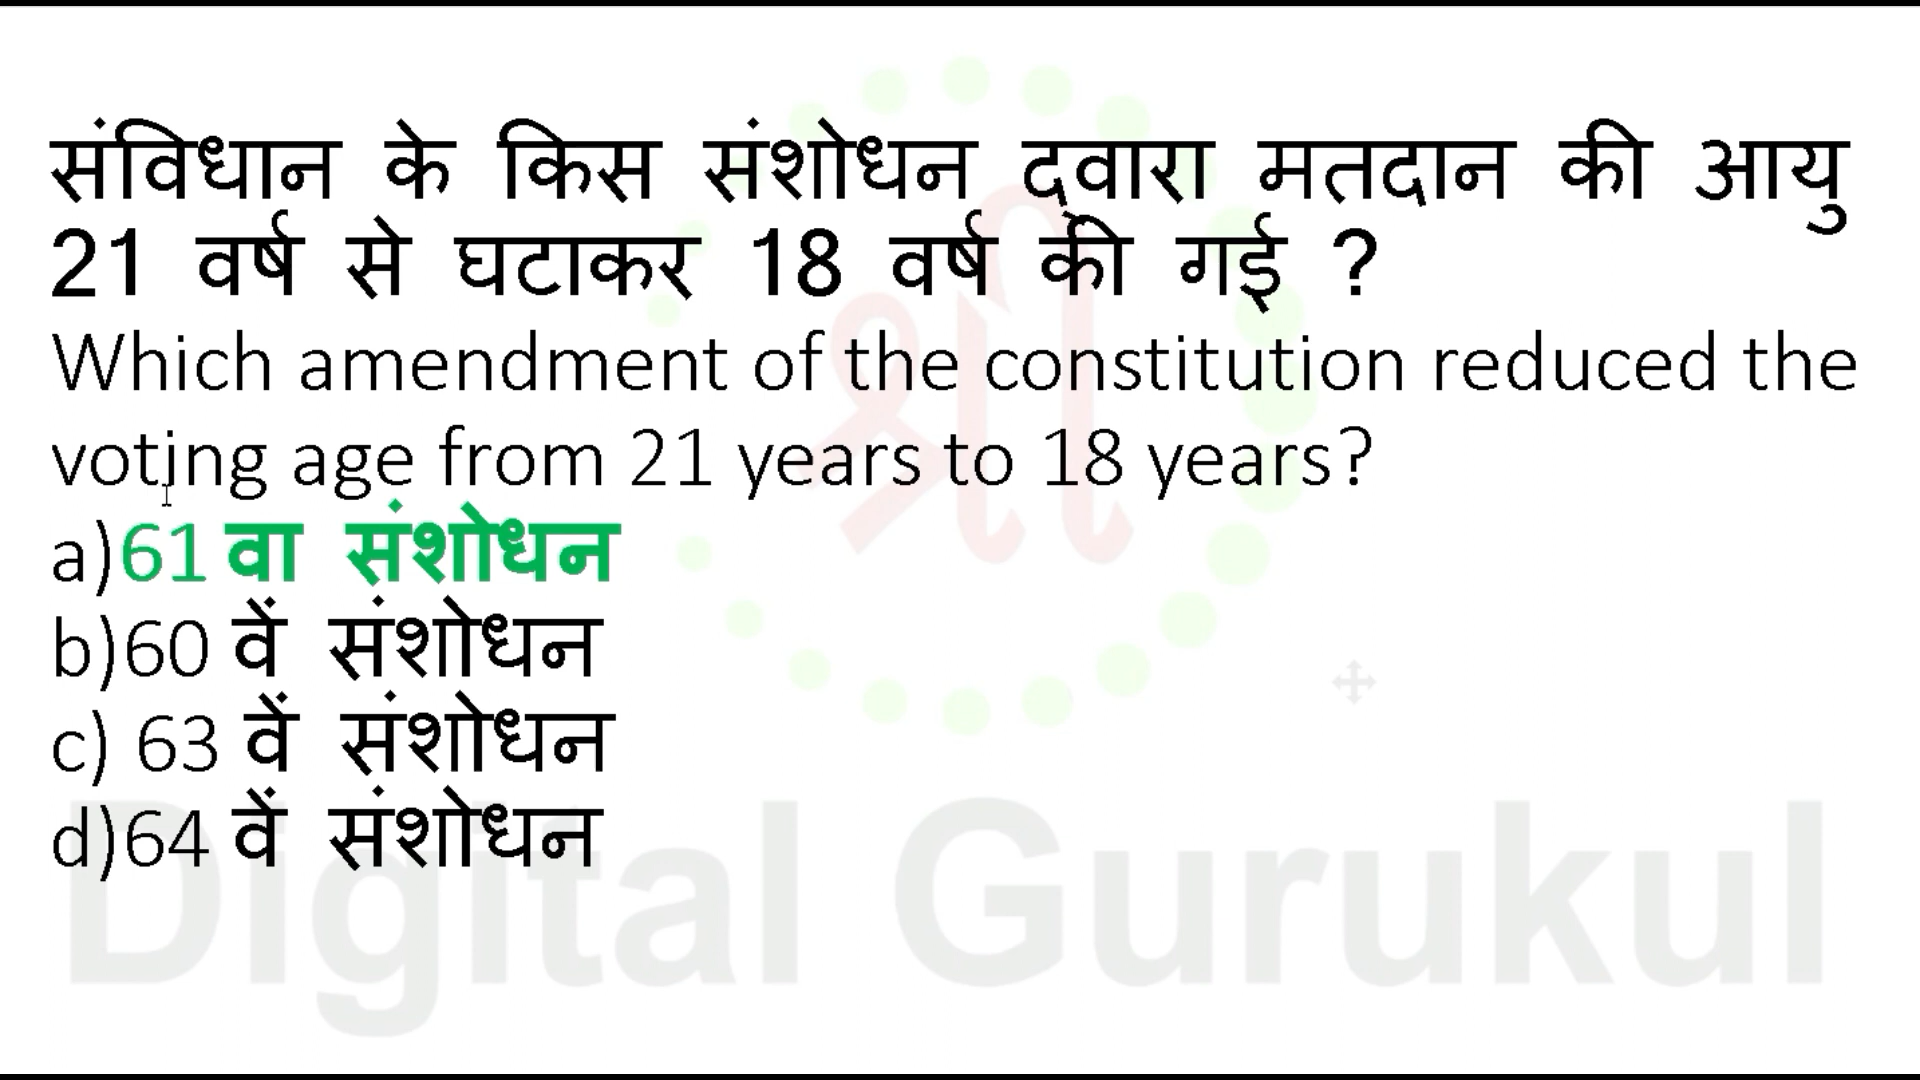 संविधान के किस संशोधन द्वारा मतदान की आयु
21 वर्ष से घटाकर 18 वर्ष की गई ?
Which amendment of the constitution reduced the
voting age from 21 years to 18 years?
a)61 वा संशोधन
b)60 वें संशोधन
c) 63 वें संशोधन
d)64 वें संशोधन
श्री
Digital Gurukul